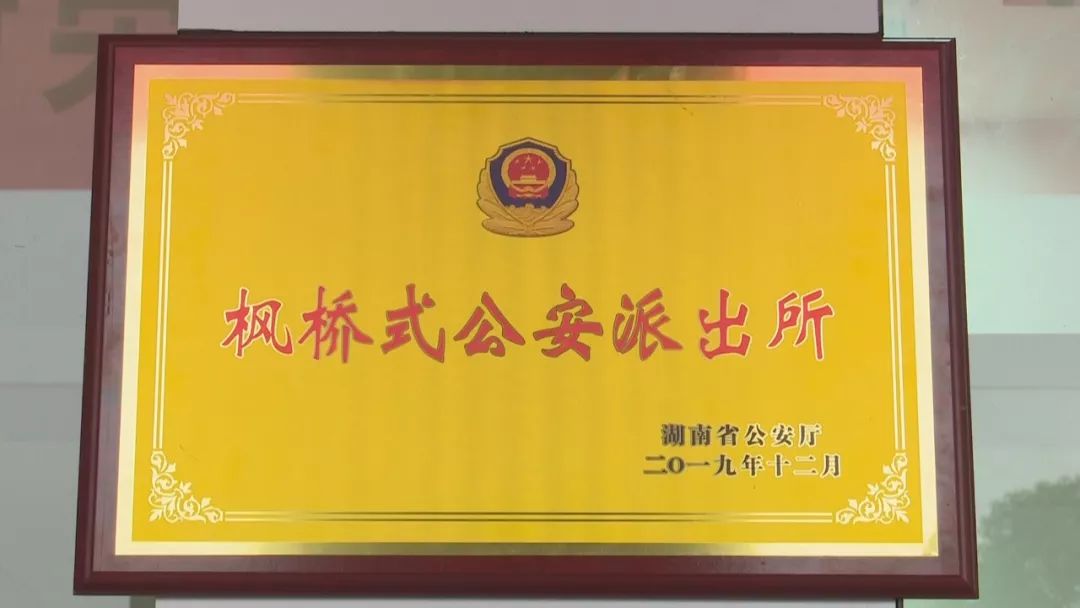 枫桥式公安派出所
湖南省公安厅
二O一九年十二月